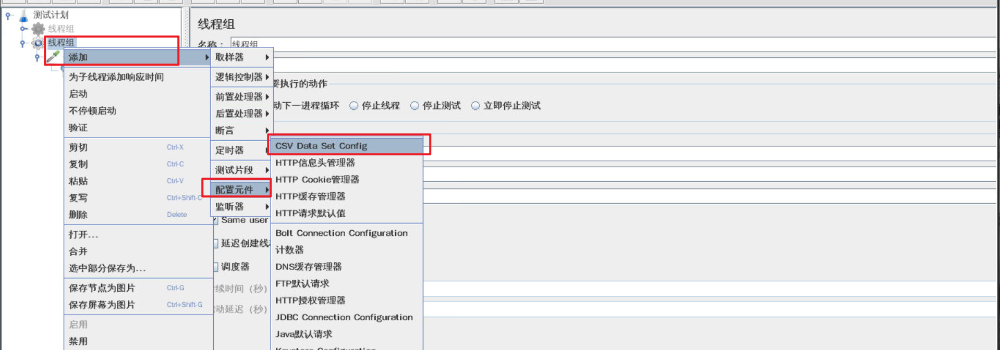 测试计划
线程组
线程组
线程组
名称： 线程组
添加
为子线程添加响应时间
启动
不停顿启动
验证
剪切 Ctrl-X
复制 Ctrl-C
粘贴 Ctrl-V
复写 Ctrl+Shift-C
删除 Delete
打开...
合并
选中部分保存为...
保存节点为图片 Ctrl-G
保存屏幕为图片 Ctrl+Shift-G
启用
禁用
取样器
逻辑控制器
前置处理器
后置处理器
断言
定时器
测试片段
配置元件
监听器
CSV Data Set Config
HTTP信息头管理器
HTTP Cookie管理器
HTTP缓存管理器
HTTP请求默认值
Bolt Connection Configuration
计数器
DNS缓存管理器
FTP默认请求
HTTP授权管理器
JDBC Connection Configuration
Java默认请求
Keystore Configuration
要执行的动作
动下一进程循环 停止线程 停止测试 立即停止测试
Same user
延迟创建线
调度器
续时间（秒）
动延迟（秒）